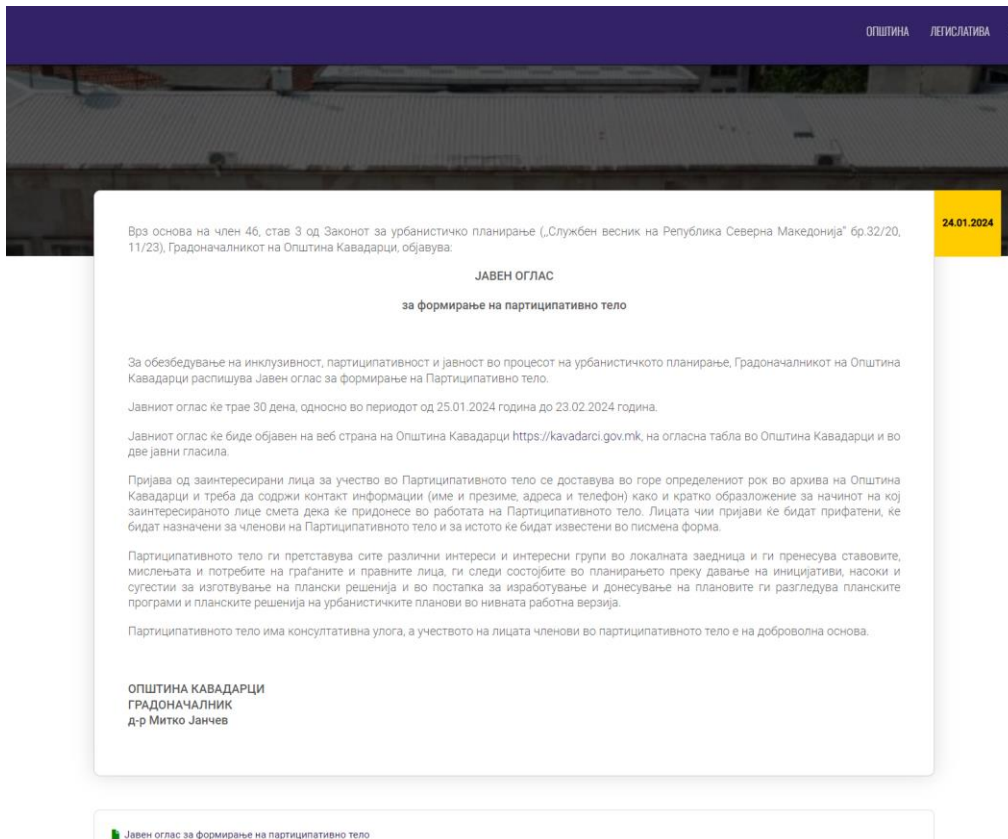 ОПШТИНА ЛЕГИСЛАТИВА
24.01.2024
Врз основа на член 46, став 3 од Законот за урбанистичко планирање („Службен весник на Република Северна Македонија" бр.32/20,
11/23), Градоначалникот на Општина Кавадарци, објавува:
ЈАВЕН ОГЛАС
за формирање на партиципативно тело
За обезбедување на инклузивност, партиципативност и јавност во процесот на урбанистичкото планирање, Градоначалникот на Општина
Кавадарци распишува Јавен оглас за формирање на Партиципативно тело.
Јавниот оглас ќе трае 30 дена, односно во периодот од 25.01.2024 година до 23.02.2024 година.
Јавниот оглас ќе биде објавен на веб страна на Општина Кавадарци https://kavadarci.gov.mk, на огласна табла во Општина Кавадарци и во
две јавни гласила.
Пријава од заинтересирани лица за учество во Партиципативното тело се доставува во горе определениот рок во архива на Општина
Кавадарци и треба да содржи контакт информации (име и презиме, адреса и телефон) како и кратко образложение за начинот на кој
заинтересираното лице смета дека ќе придонесе во работата на Партиципативното тело. Лицата чии пријави ќе бидат прифатени, ќе
бидат назначени за членови на Партиципативното тело и за истото ќе бидат известени во писмена форма.
Партиципативното тело ги претставува сите различни интереси и интересни групи во локалната заедница и ги пренесува ставовите,
мислењата и потребите на граѓаните и правните лица, ги следи состојбите во планирањето преку давање на иницијативи, насоки и
сугестии за изготвување на плански решенија и во постапка за изработување и донесување на плановите ги разгледува планските
програми и планските решенија на урбанистичките планови во нивната работна верзија.
Партиципативното тело има консултативна улога, а учеството на лицата членови во партиципативното тело е на доброволна основа.
ОПШТИНА КАВАДАРЦИ
ГРАДОНАЧАЛНИК
д-р Митко Јанчев
Јавен оглас за формирање на партиципативно тело